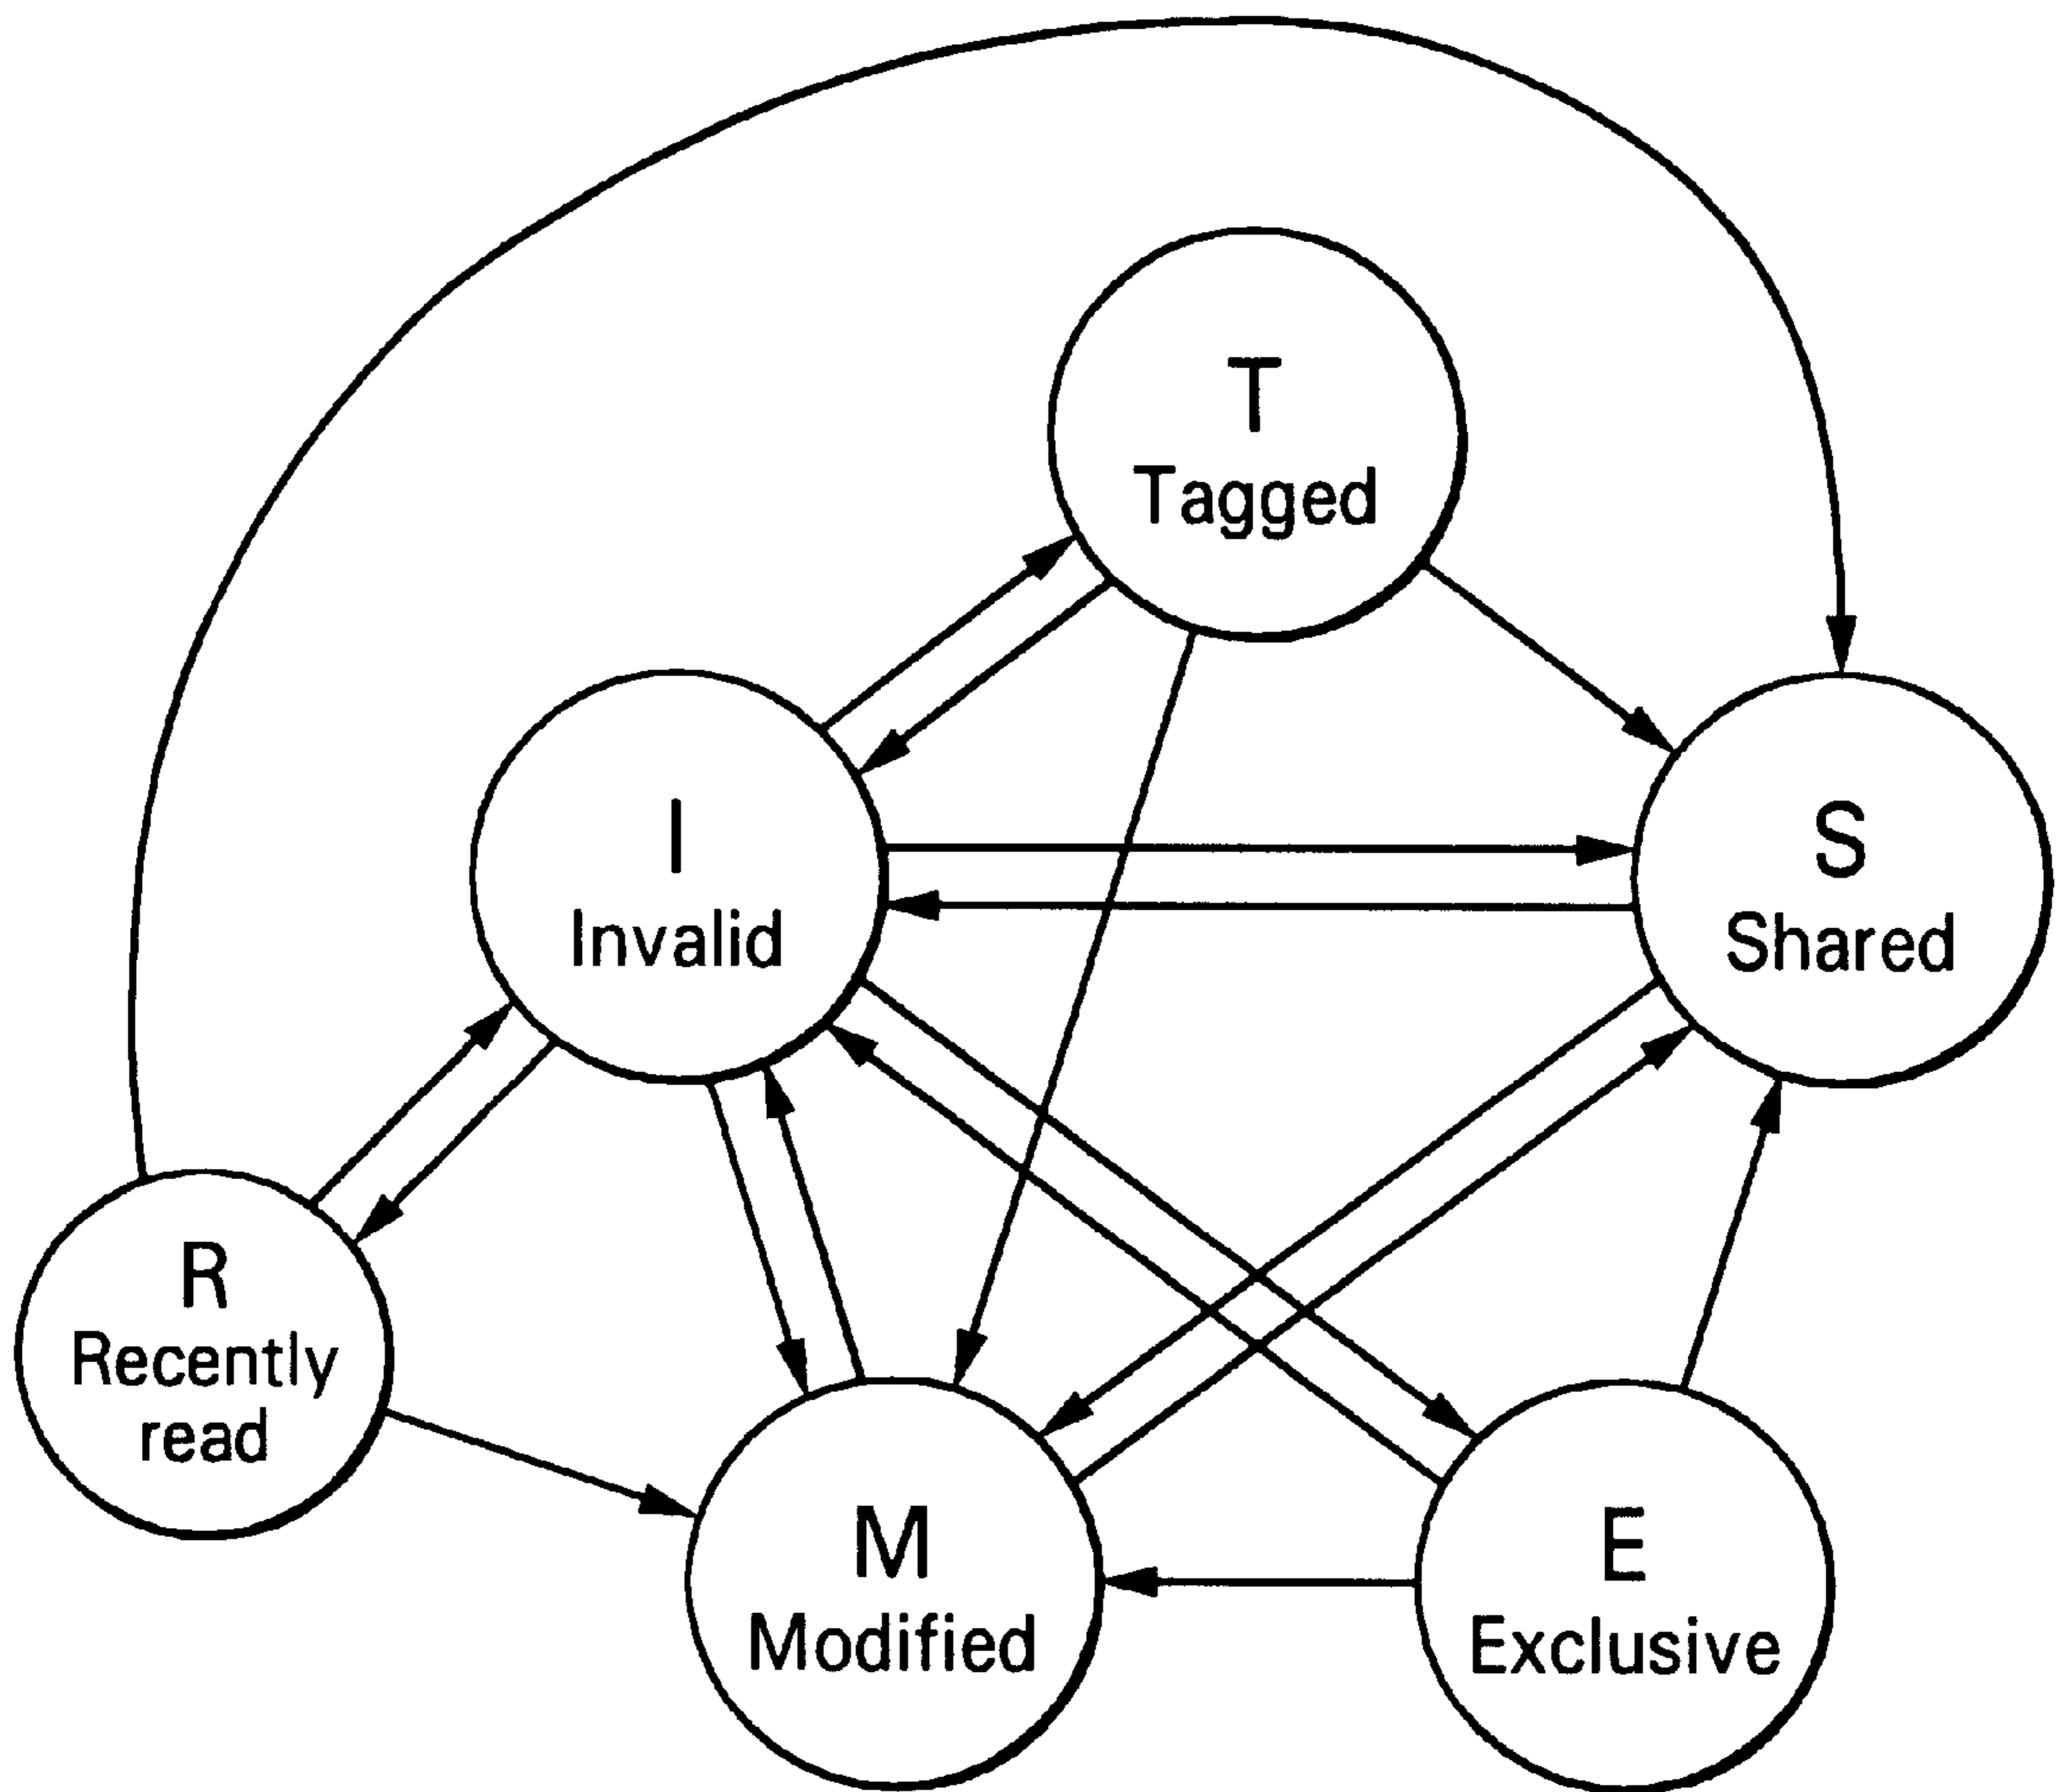 T
Tagged
I
Invalid
S
Shared
R
Recently
read
M
Modified
E
Exclusive